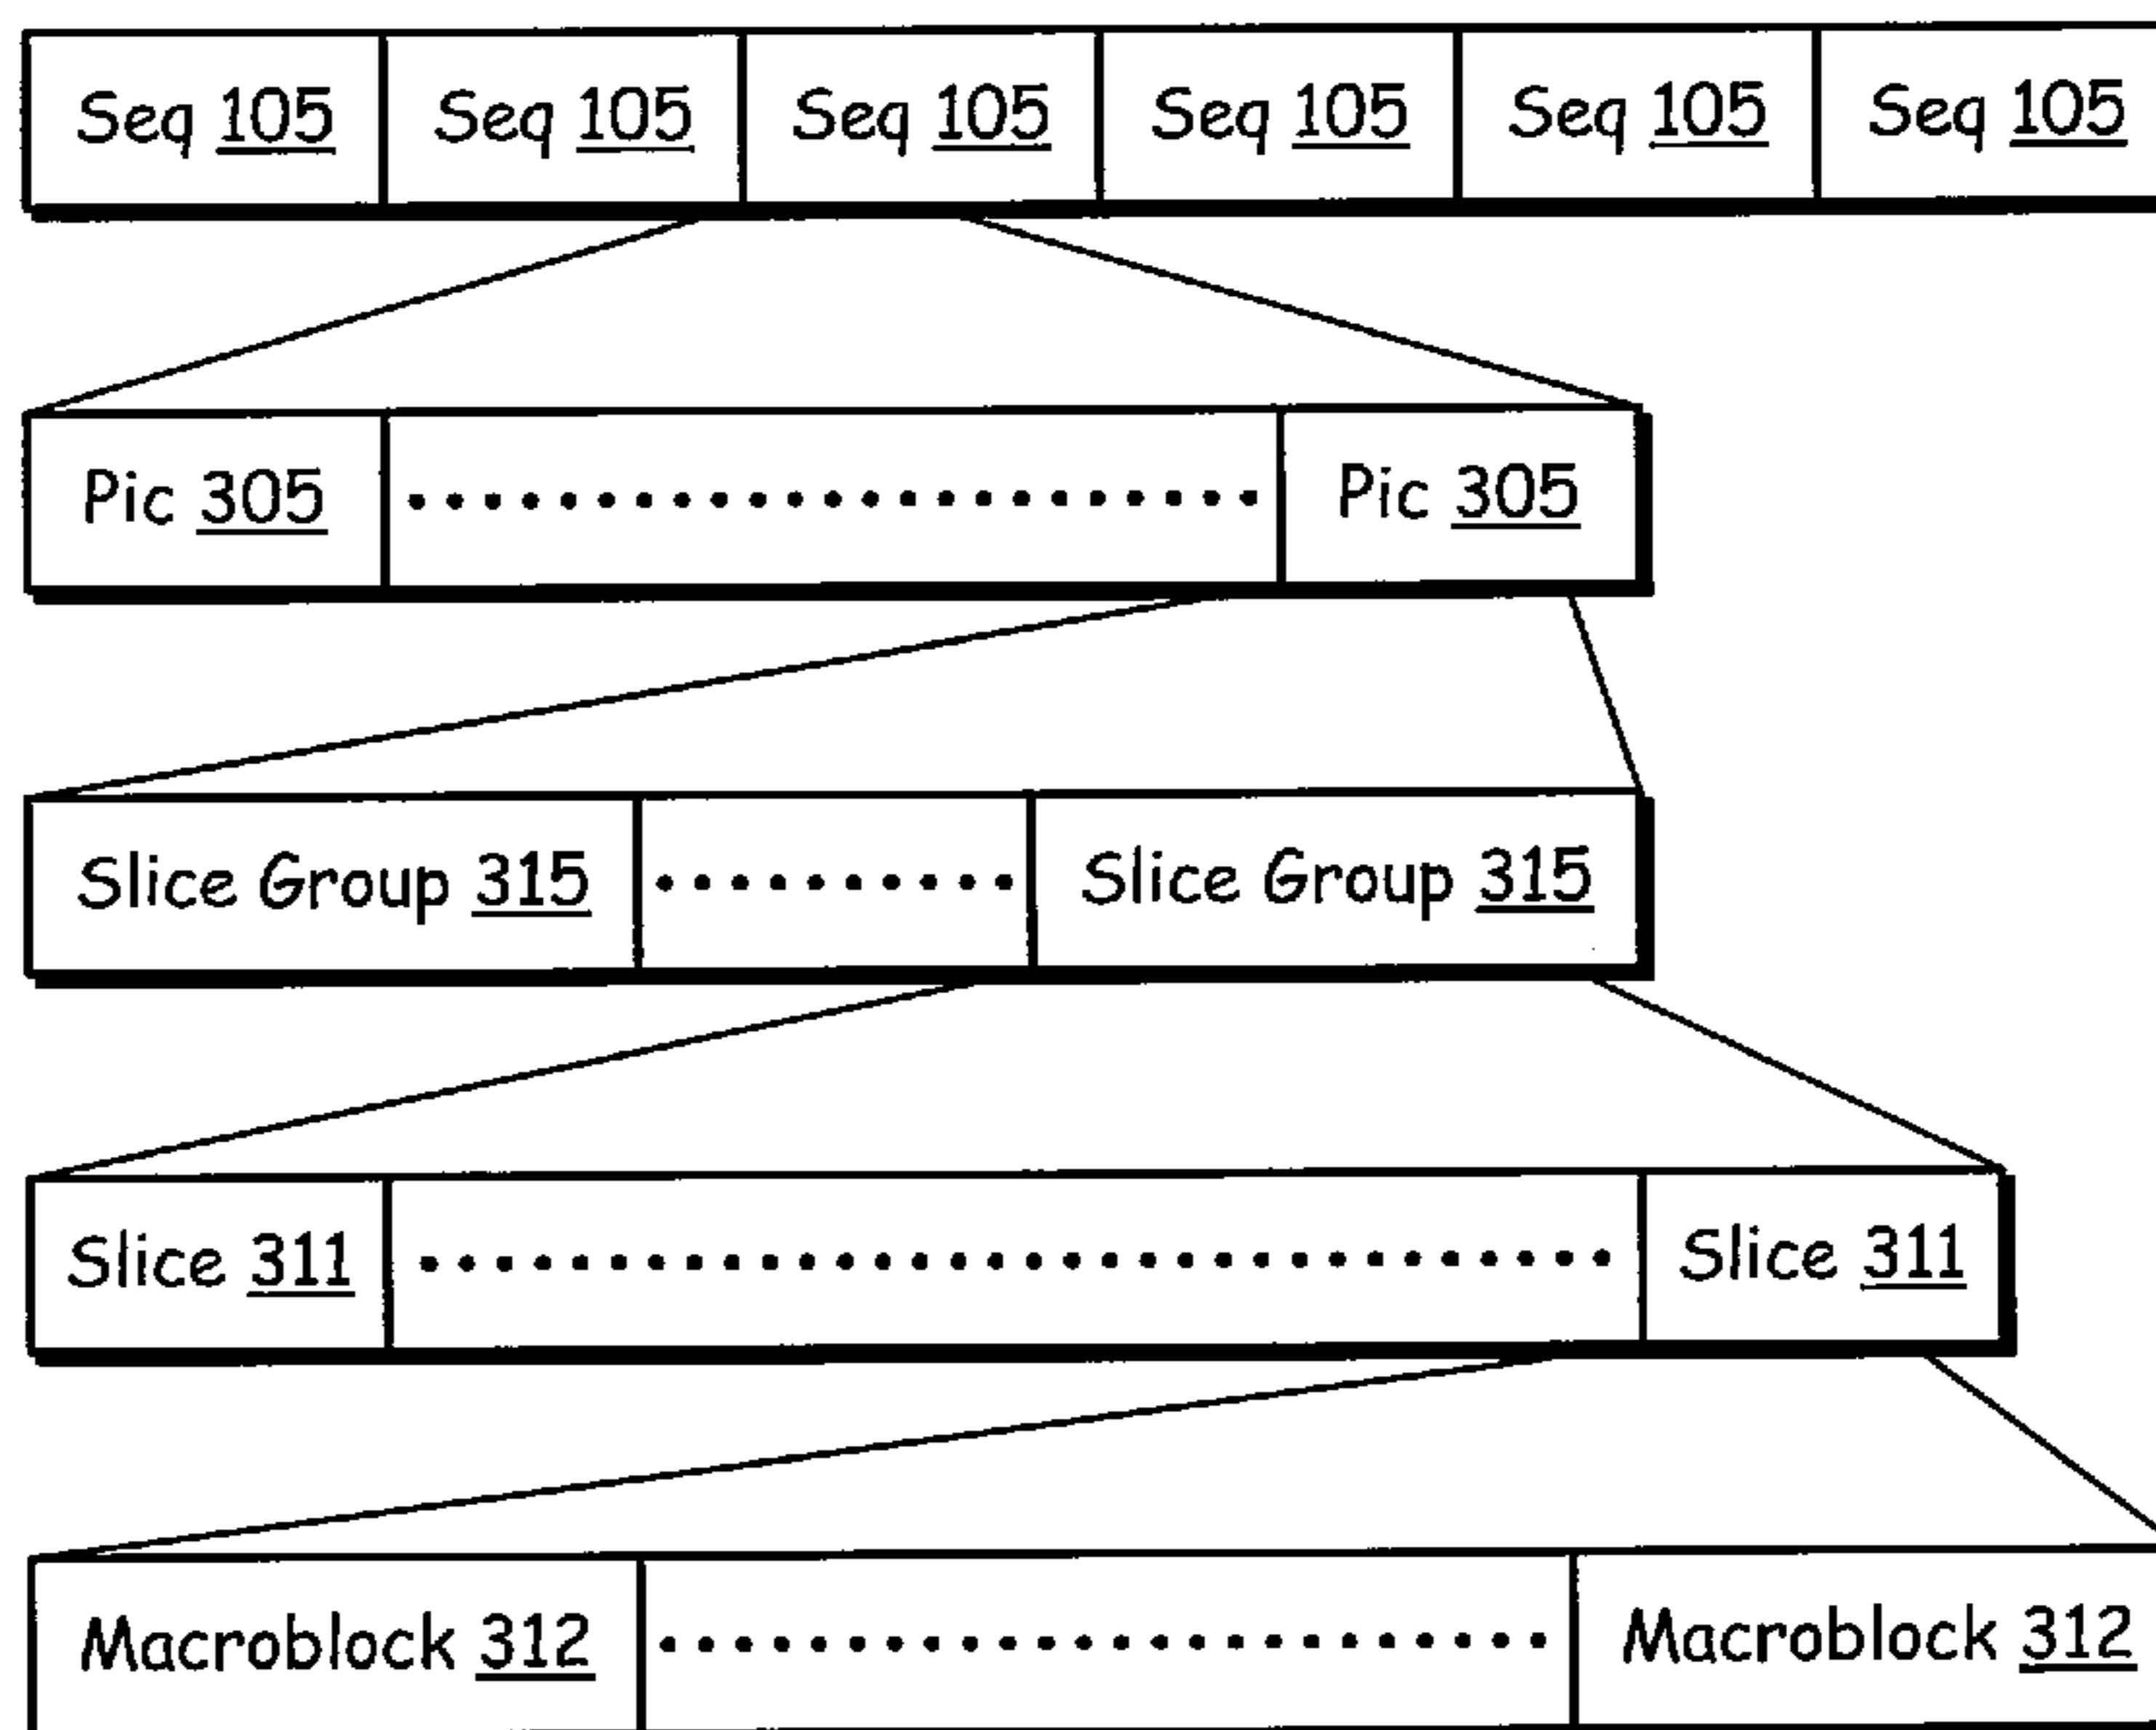 Seq 105 Seq 105 Seq 105 Seq 105 Seq 105 Seq 105
Pic 305 Pic 305
Slice Group 315 Slice Group 315
Slice 311 Slice 311
Macroblock 312 Macroblock 312